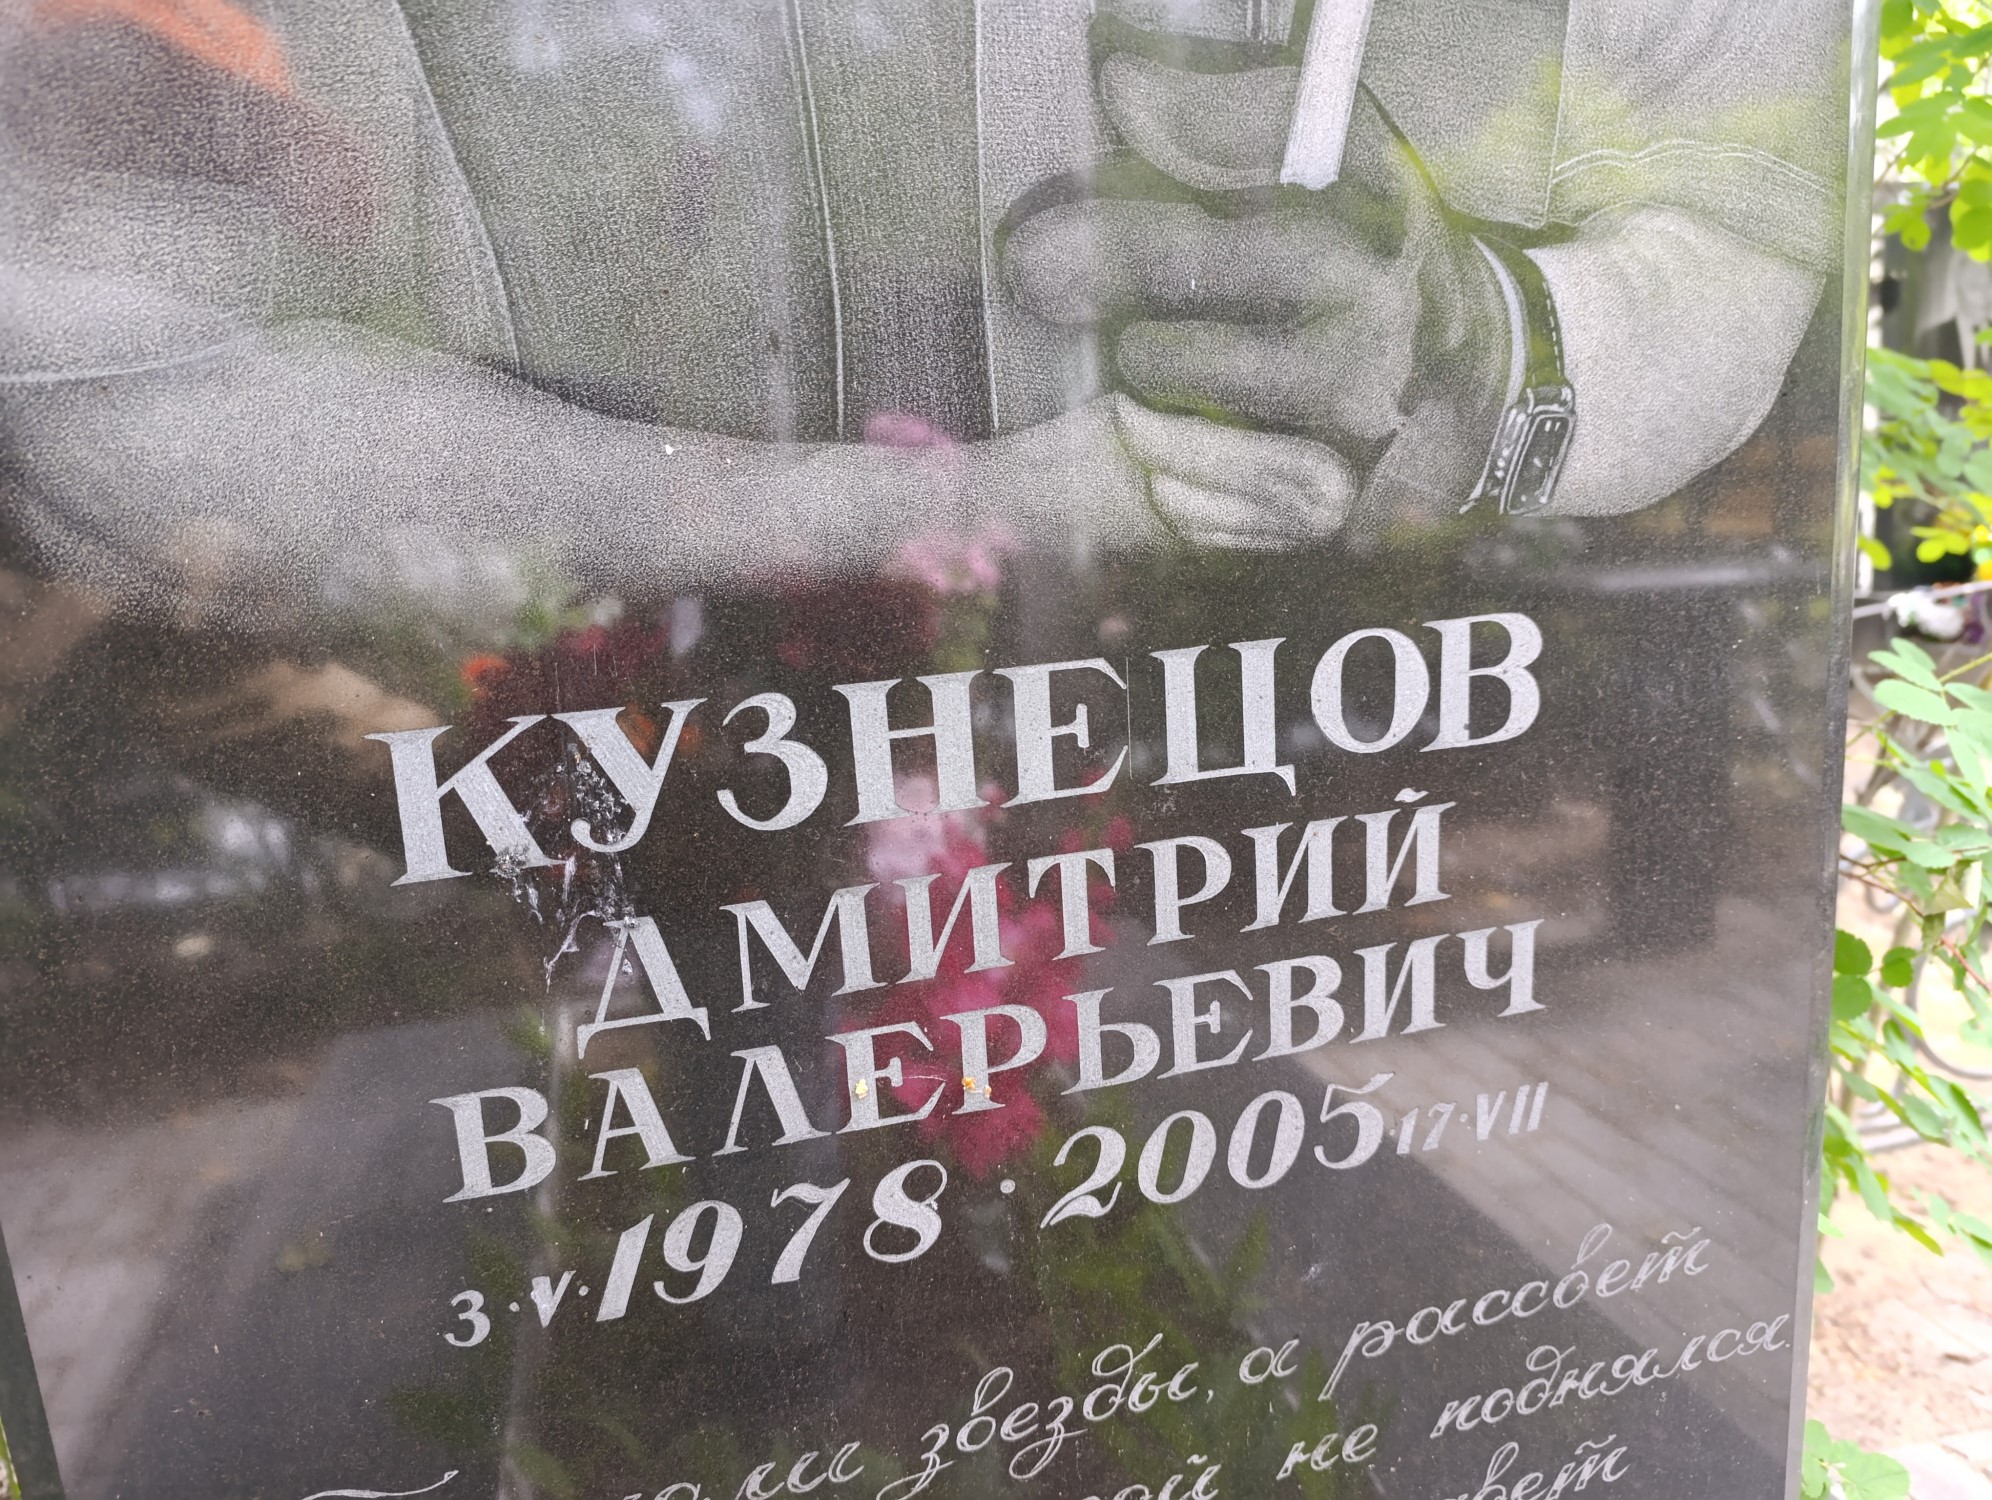 КУЗНЕЦОВ
ДМИТРИЙ
ВАЛЕРЬЕВИЧ
3·V·1978·2005·17·VII
звезды, а рассвет
не поднялся.